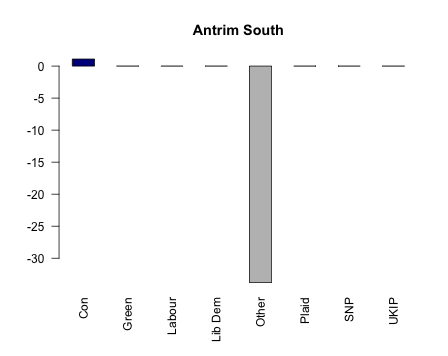 Antrim South
0
-5
-10
-15
-20
-25
-30
Con
Green
Labour
Lib Dem
Other
Plaid
SNP
UKIP